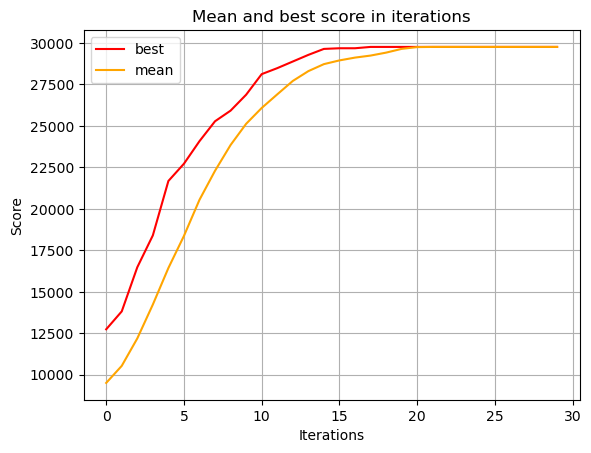 Mean and best score in iterations
best
mean
30000
27500
25000
22500
20000
17500
15000
12500
10000
Score
0 5 10 15 20 25 30
Iterations